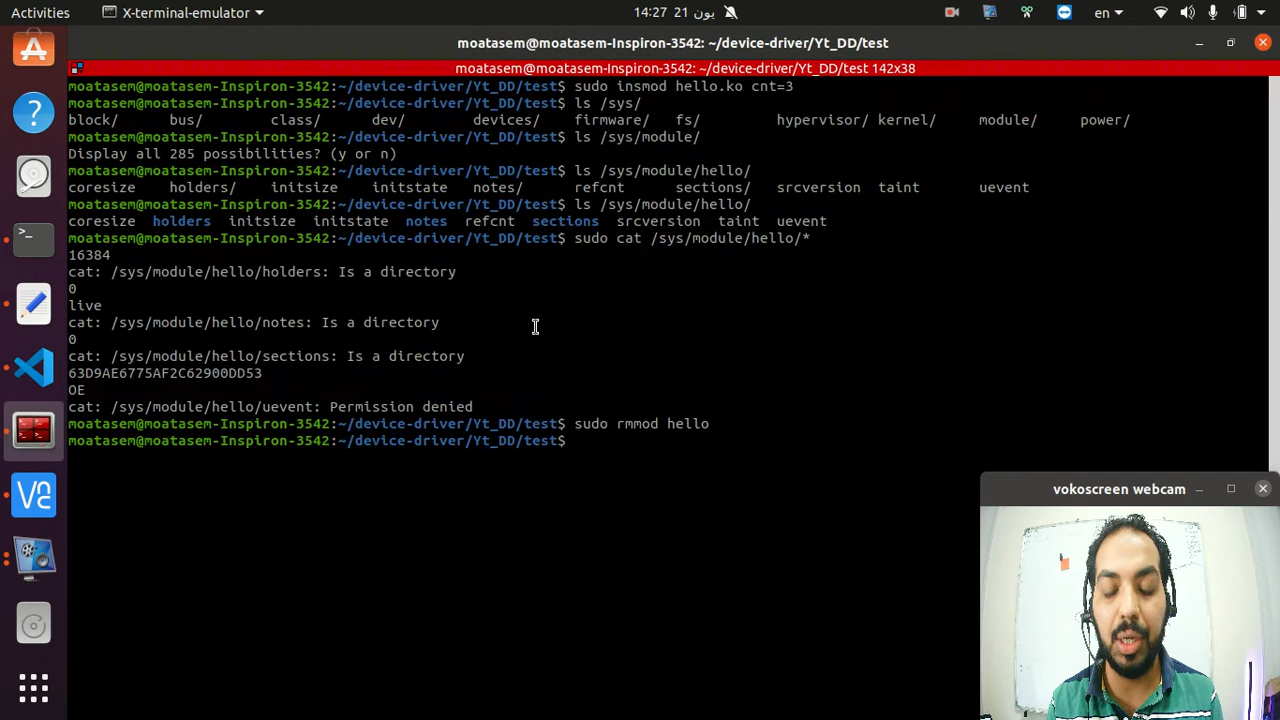 Activities X-terminal-emulator 14:27 21 يون en
moatasem@moatasem-Inspiron-3542: ~/device-driver/Yt_DD/test
moatasem@moatasem-Inspiron-3542: ~/device-driver/Yt_DD/test 142x38
moatasem@moatasem-Inspiron-3542:~/device-driver/Yt_DD/test$ sudo insmod hello.ko cnt=3
moatasem@moatasem-Inspiron-3542:~/device-driver/Yt_DD/test$ ls /sys/
block/ bus/ class/ dev/ devices/ firmware/ fs/ hypervisor/ kernel/ module/ power/
moatasem@moatasem-Inspiron-3542:~/device-driver/Yt_DD/test$ ls /sys/module/
Display all 285 possibilities? (y or n)
moatasem@moatasem-Inspiron-3542:~/device-driver/Yt_DD/test$ ls /sys/module/hello/
coresize holders/ initsize initstate notes/ refcnt sections/ srcversion taint uevent
moatasem@moatasem-Inspiron-3542:~/device-driver/Yt_DD/test$ ls /sys/module/hello/
coresize holders initsize initstate notes refcnt sections srcversion taint uevent
moatasem@moatasem-Inspiron-3542:~/device-driver/Yt_DD/test$ sudo cat /sys/module/hello/*
16384
cat: /sys/module/hello/holders: Is a directory
0
live
cat: /sys/module/hello/notes: Is a directory
0
cat: /sys/module/hello/sections: Is a directory
63D9AE6775AF2C62900DD53
OE
cat: /sys/module/hello/uevent: Permission denied
moatasem@moatasem-Inspiron-3542:~/device-driver/Yt_DD/test$ sudo rmmod hello
moatasem@moatasem-Inspiron-3542:~/device-driver/Yt_DD/test$
vokoscreen webcam